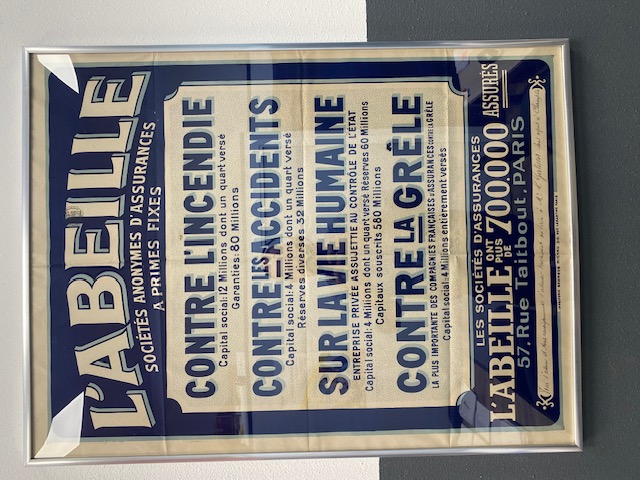 L'ABEILLE
SOCIÉTÉS ANONYMES D'ASSURANCES
A PRIMES FIXES
CONTRE L'INCENDIE
Capital social: 12 Millions dont un quart versé
Garanties: 80 Millions
CONTRE LES ACCIDENTS
Capital social: 4 Millions dont un quart versé
Réserves diverses 32 Millions
SUR LA VIE HUMAINE
ENTREPRISE PRIVÉE ASSUJETTIE AU CONTRÔLE DE L'ÉTAT
Capital social: 4 Millions dont un quart versé Réserves 60 Millions
Capitaux souscrits 580 Millions
CONTRE LA GRÊLE
LA PLUS IMPORTANTE DES COMPAGNIES FRANÇAISES D'ASSURANCES CONTRE LA GRÊLE
Capital social: 4 Millions entièrement versés
LES SOCIÉTÉS D'ASSURANCES
L'ABEILLE ONT PLUS DE 700000 ASSURÉS
57, Rue Taitbout, PARIS